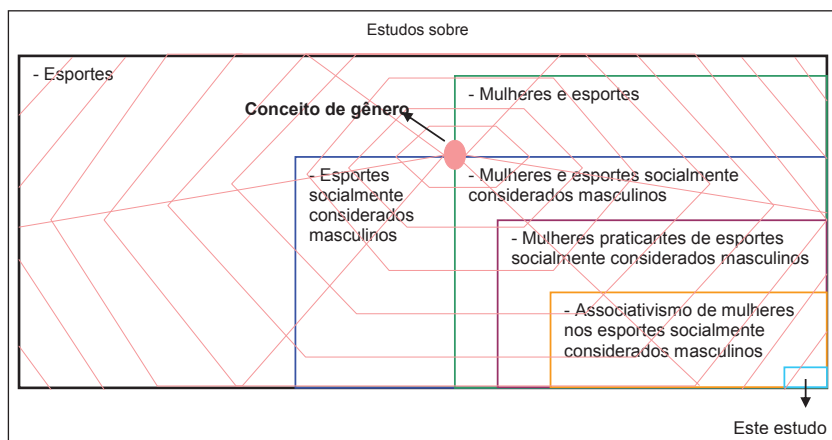 Estudos sobre
- Esportes
- Mulheres e esportes
Conceito de gênero
- Esportes
socialmente
considerados
masculinos
- Mulheres e esportes socialmente
considerados masculinos
- Mulheres praticantes de esportes
socialmente considerados masculinos
- Associativismo de mulheres
nos esportes socialmente
considerados masculinos
Este estudo